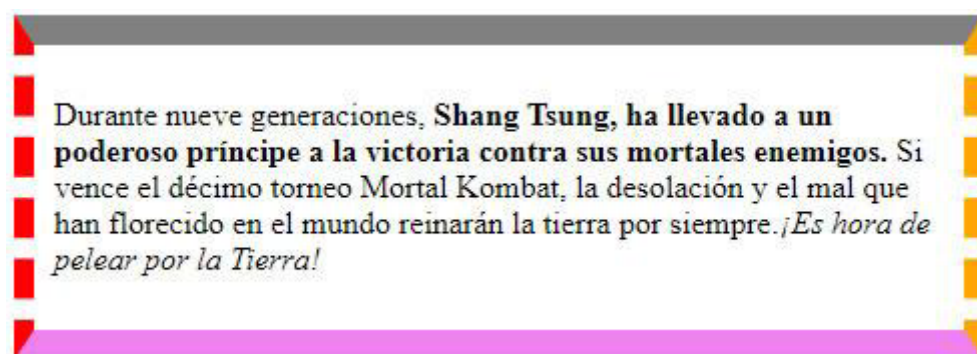 Durante nueve generaciones, Shang Tsung, ha llevado a un
poderoso príncipe a la victoria contra sus mortales enemigos. Si
vence el décimo torneo Mortal Kombat, la desolación y el mal que
han florecido en el mundo reinarán la tierra por siempre.¡Es hora de
pelear por la Tierra!